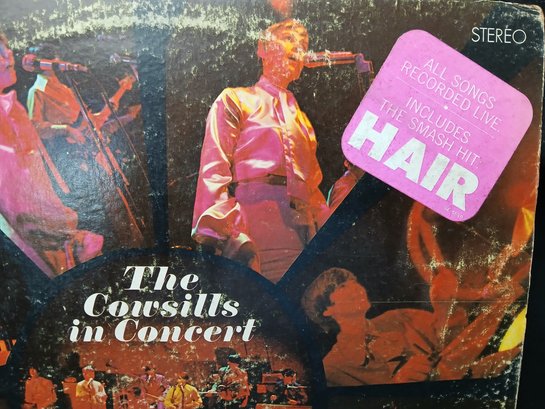 STEREO
ALL SONGS
RECORDED LIVE.
INCLUDES
THE SMASH HIT
HAIR
The
Cowsills
in Concert